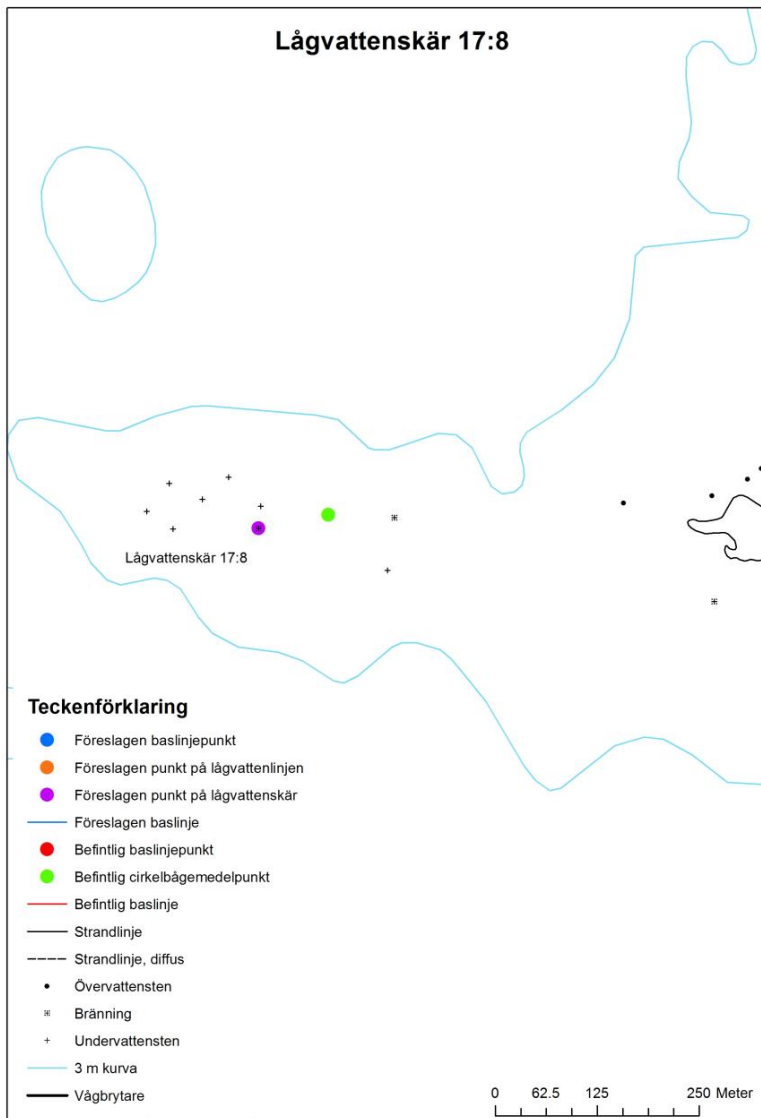 Lågvattenskär 17:8
Lågvattenskär 17:8
Teckenförklaring
Föreslagen baslinjepunkt
Föreslagen punkt på lågvattenlinjen
Föreslagen punkt på lågvattenskär
Föreslagen baslinje
Befintlig baslinjepunkt
Befintlig cirkelbågemedelpunkt
Befintlig baslinje
Strandlinje
Strandlinje, diffus
Övervattensten
Bränning
Undervattensten
3 m kurva
Vågbrytare
0 62.5 125 250 Meter